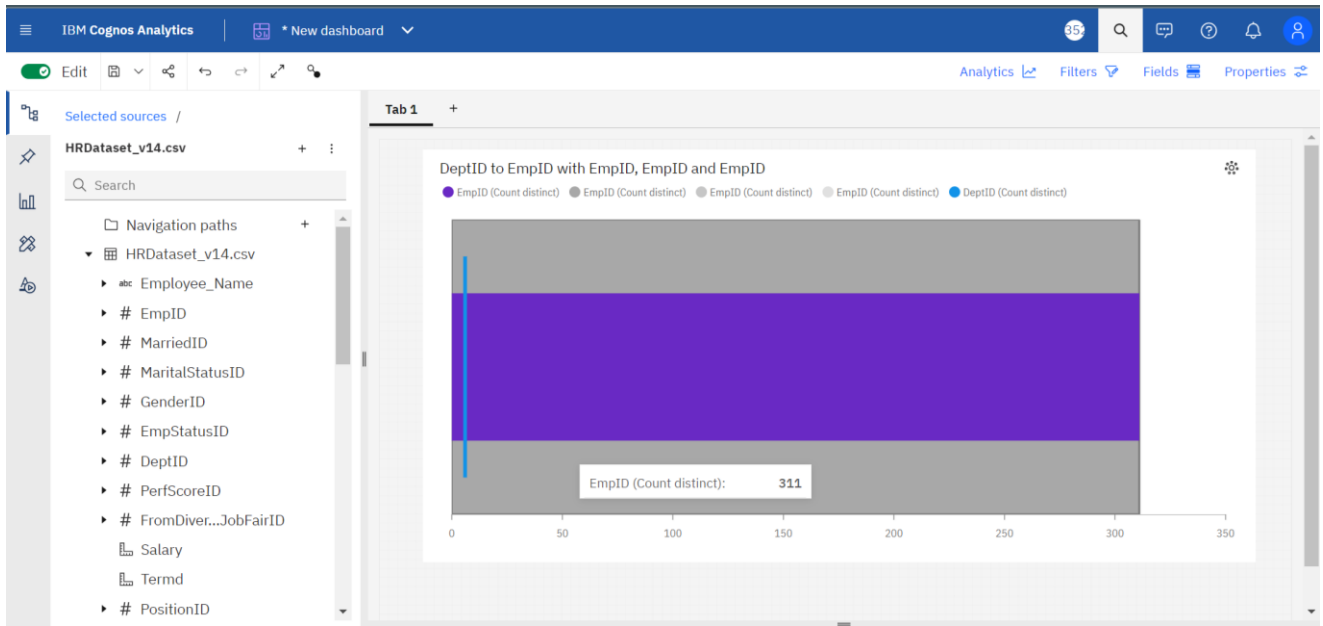 IBM Cognos Analytics
* New dashboard
352
Edit
Analytics
Filters
Fields
Properties
Selected sources /
HRDataset_v14.csv
Search
Navigation paths
HRDataset_v14.csv
abc Employee_Name
# EmpID
# MarriedID
# MaritalStatusID
# GenderID
# EmpStatusID
# DeptID
# PerfScoreID
# FromDiver...JobFairID
Salary
Termd
# PositionID
Tab 1 +
DeptID to EmpID with EmpID, EmpID and EmpID
EmpID (Count distinct) EmpID (Count distinct) EmpID (Count distinct) EmpID (Count distinct) DeptID (Count distinct)
EmpID (Count distinct): 311
0 50 100 150 200 250 300 350